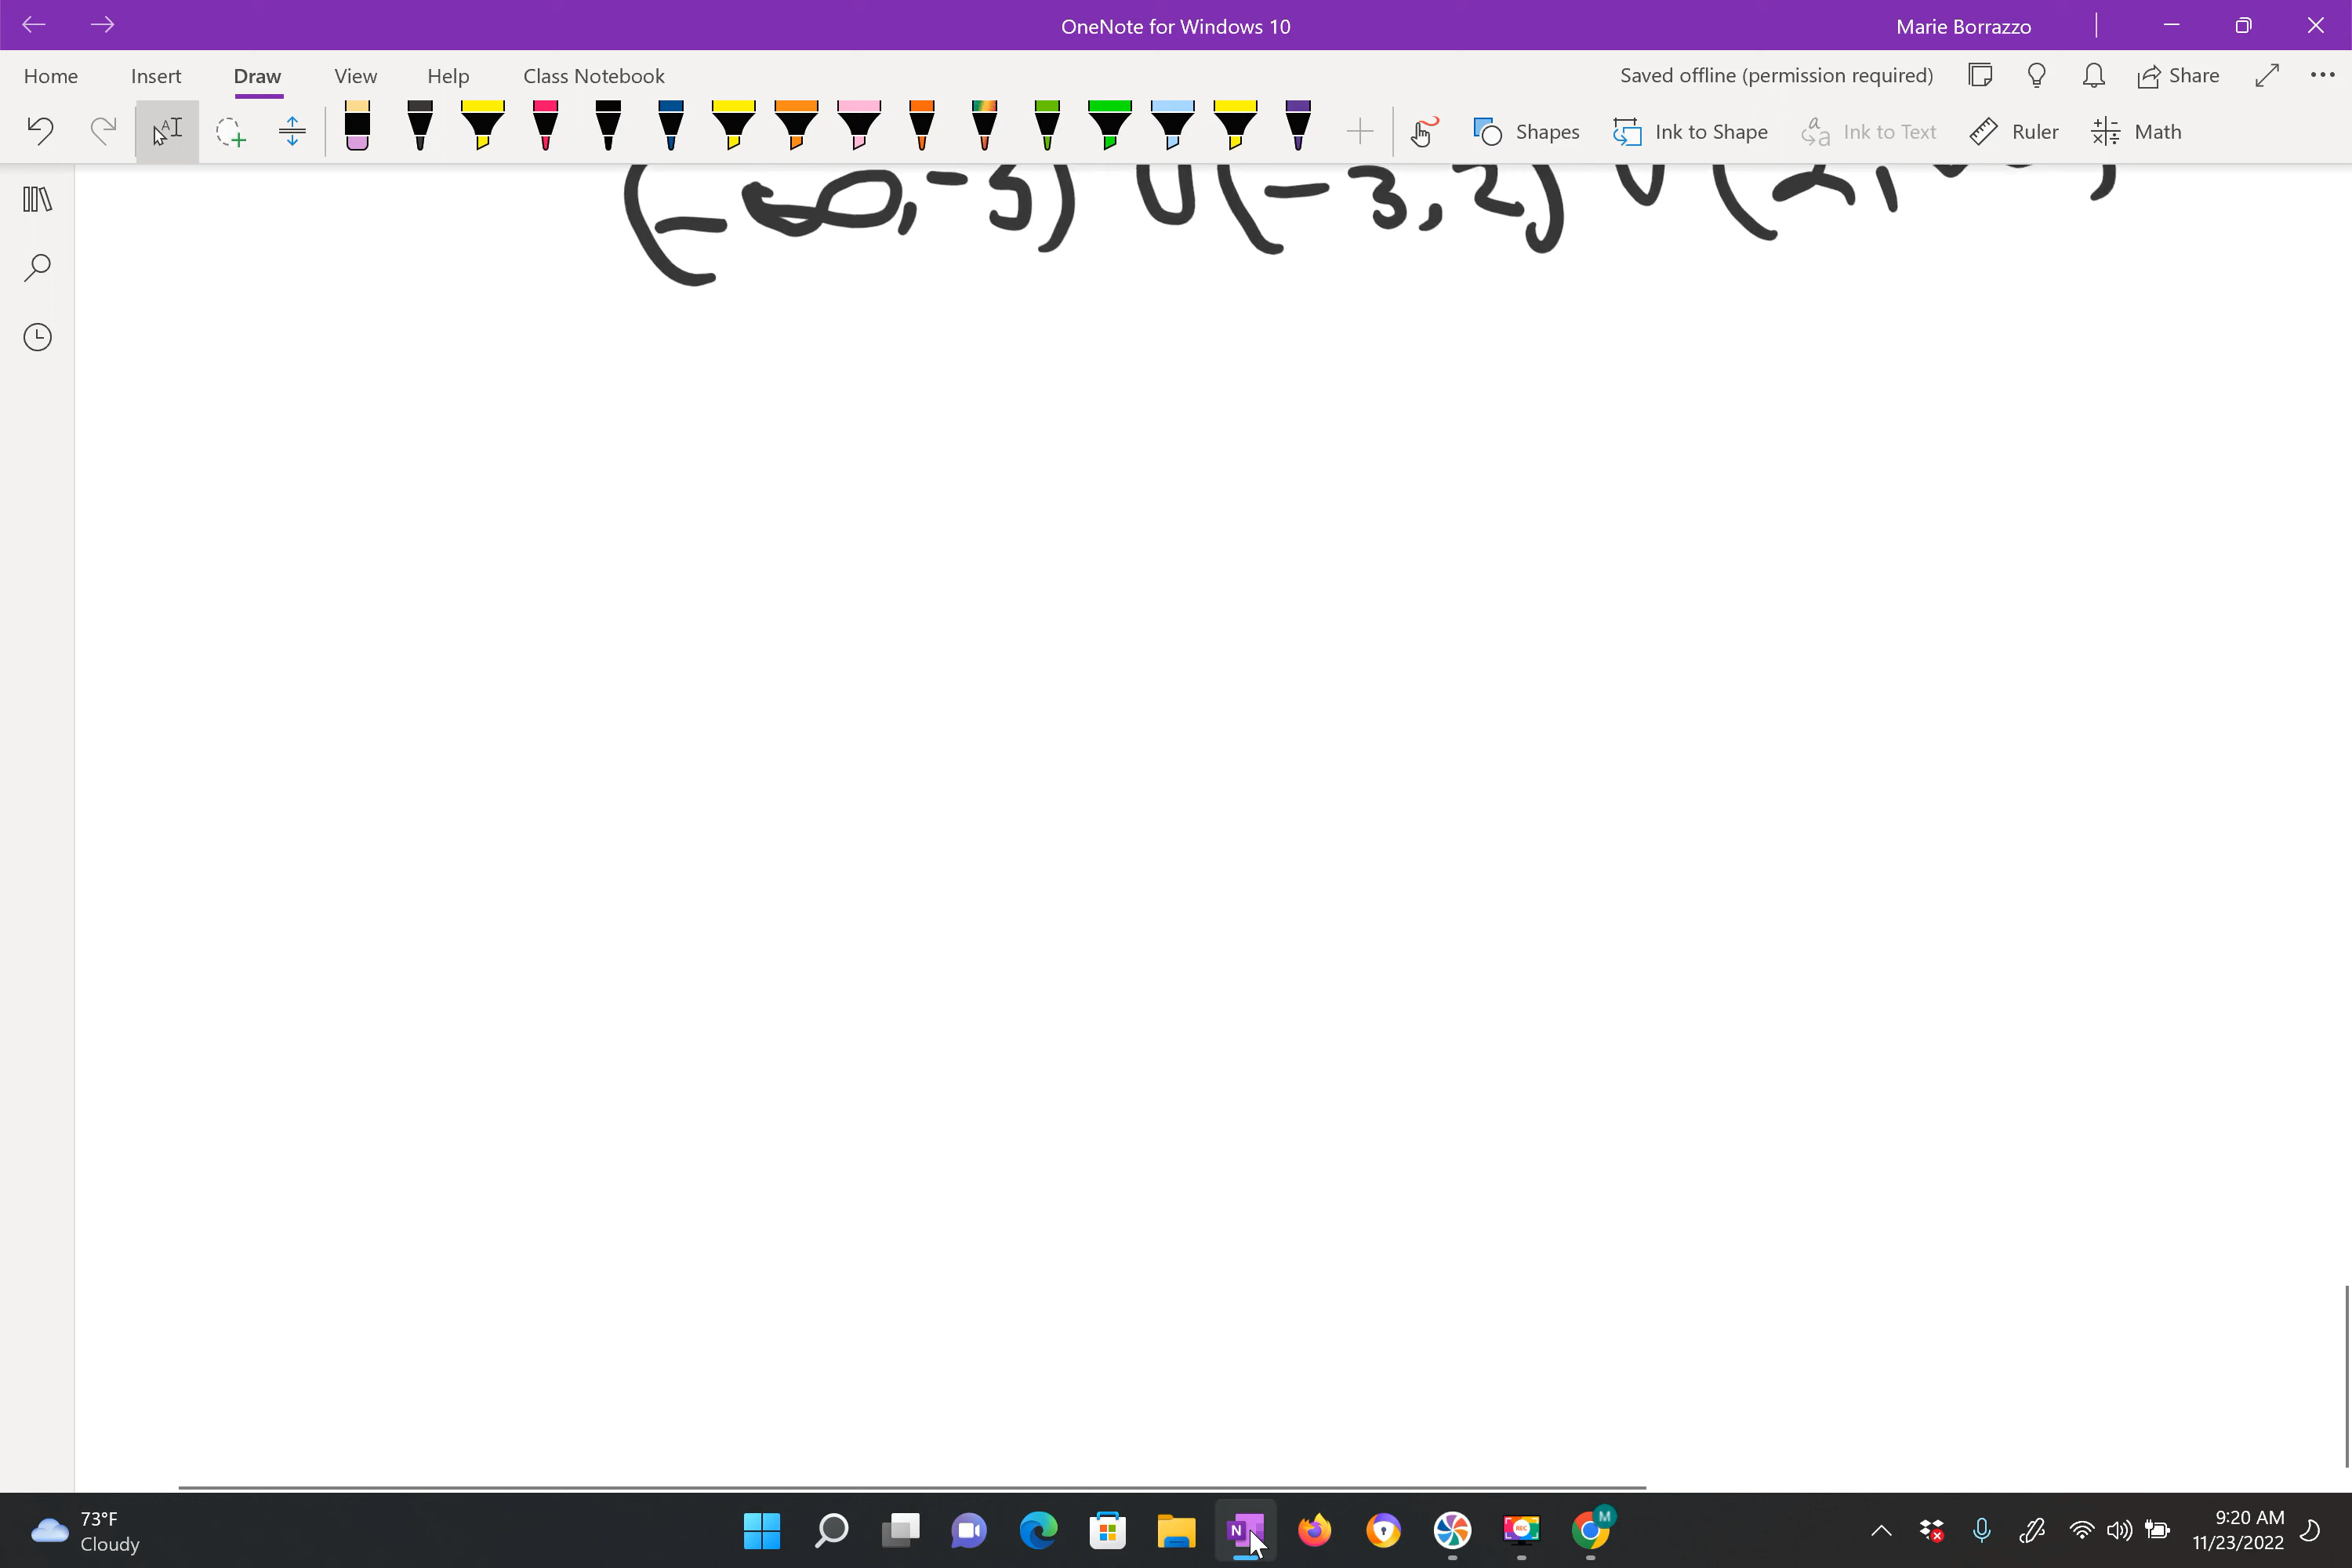 OneNote for Windows 10
Marie Borrazzo
Home Insert Draw View Help Class Notebook
Saved offline (permission required) Share
Shapes Ink to Shape Ink to Text Ruler Math
(-∞,-3) U(-3,2) U(2,
73°F
Cloudy
9:20 AM
11/23/2022